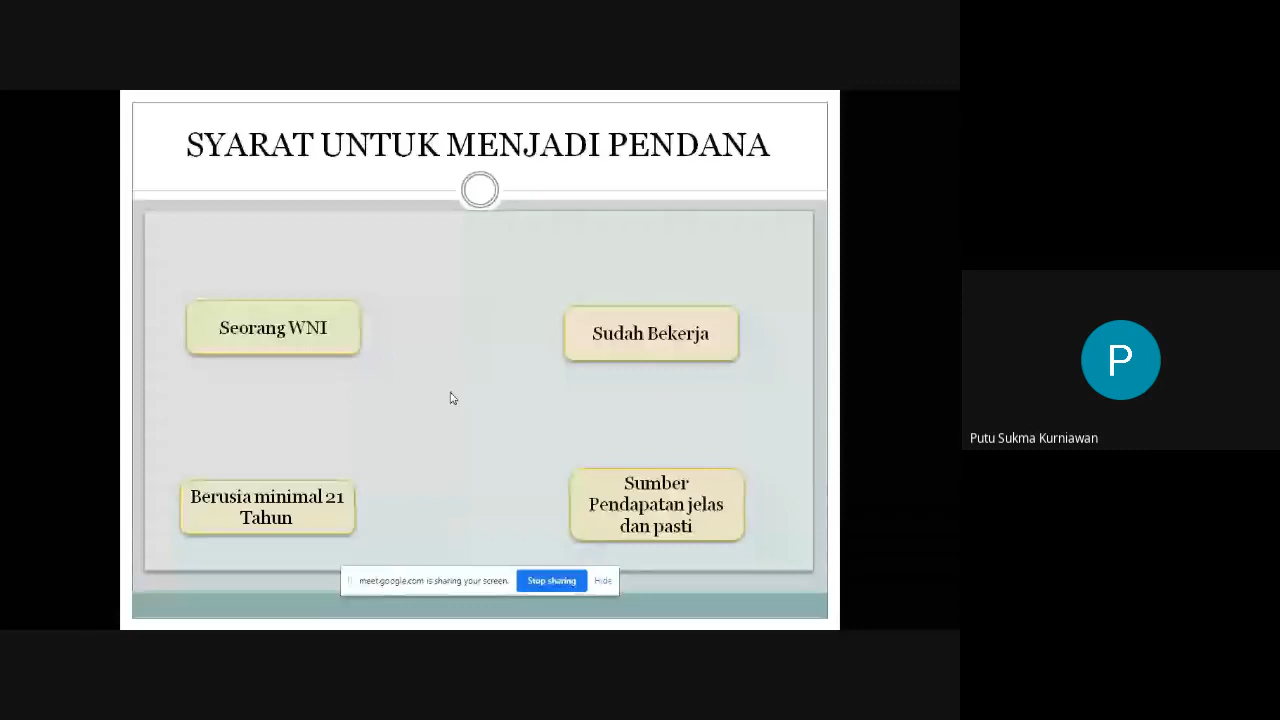 SYARAT UNTUK MENJADI PENDANA
Seorang WNI
Sudah Bekerja
Berusia minimal 21
Tahun
Sumber
Pendapatan jelas
dan pasti
meet.google.com is sharing your screen.
Stop sharing
Hide
P
Putu Sukma Kurniawan